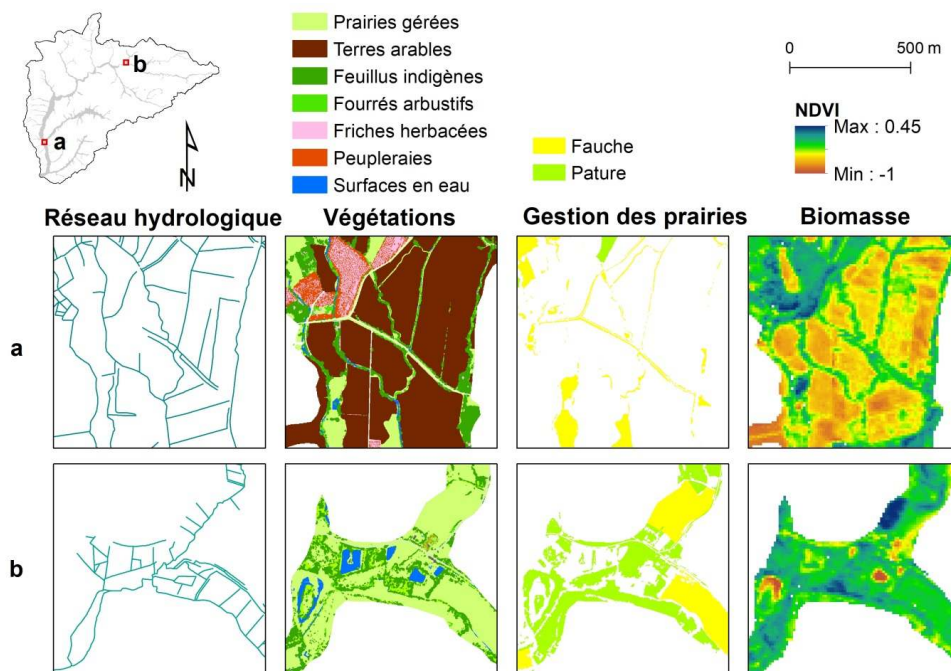 b
a
N
Prairies gérées
Terres arables
Feuillus indigènes
Fourrés arbustifs
Friches herbacées
Peupleraies
Surfaces en eau
Fauche
Pature
0 500 m
NDVI
Max : 0.45
Min : -1
Réseau hydrologique Végétations Gestion des prairies Biomasse
a
b